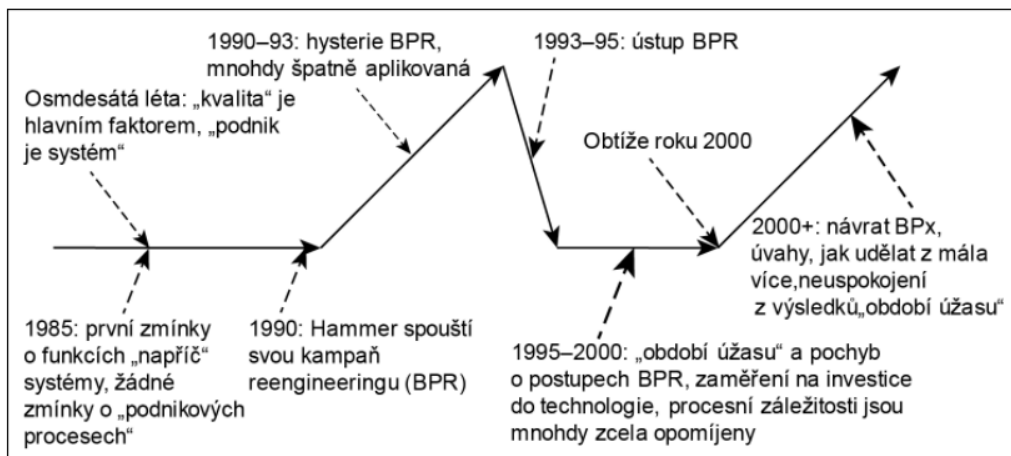 1990–93: hysterie BPR,
mnohdy špatně aplikovaná
1993–95: ústup BPR
Osmdesátá léta: „kvalita“ je
hlavním faktorem, „podnik
je systém“
Obtíže roku 2000
2000+: návrat BPx,
úvahy, jak udělat z mála
více,neuspokojení
z výsledků„období úžasu“
1985: první zmínky
o funkcích „napříč“
systémy, žádné
zmínky o „podnikových
procesech“
1990: Hammer spouští
svou kampaň
reengineeringu (BPR)
1995–2000: „období úžasu“ a pochyb
o postupech BPR, zaměření na investice
do technologie, procesní záležitosti jsou
mnohdy zcela opomíjeny